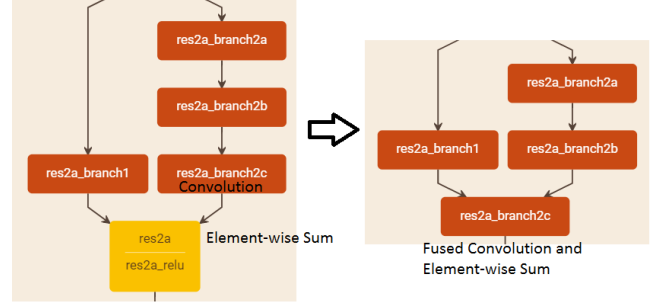 res2a_branch2a
res2a_branch2b
res2a_branch1
res2a_branch2c
Convolution
res2a
res2a_relu
Element-wise Sum
res2a_branch2a
res2a_branch1
res2a_branch2b
res2a_branch2c
Fused Convolution and
Element-wise Sum